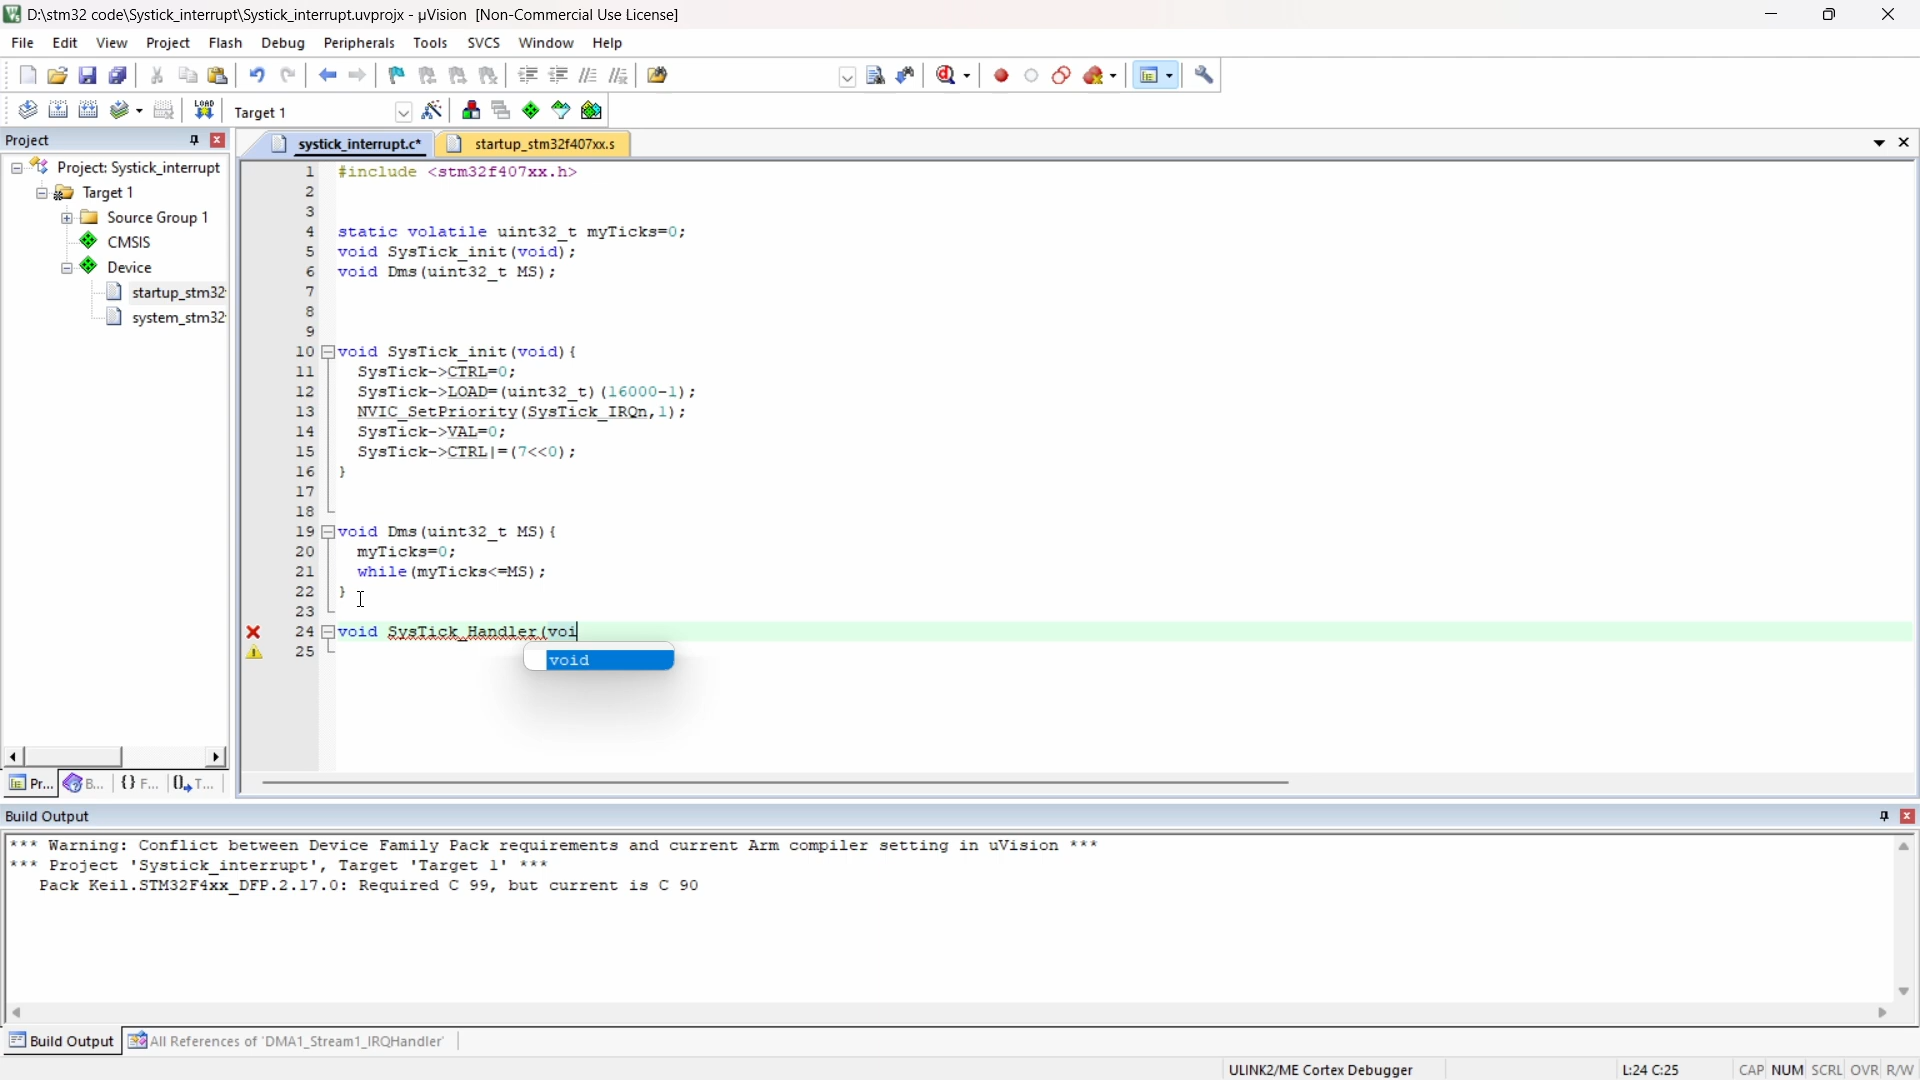 D:\stm32 code\Systick_interrupt\Systick_interrupt.uvprojx - µVision [Non-Commercial Use License]
File Edit View Project Flash Debug Peripherals Tools SVCS Window Help
LOAD Target 1
Project
systick_interrupt.c* startup_stm32f407xx.s
Project: Systick_interrupt
Target 1
Source Group 1
CMSIS
Device
startup_stm32
system_stm32
Pr... B... {} F... 0 T...
1 #include <stm32f407xx.h>
2
3
4 static volatile uint32_t myTicks=0;
5 void SysTick_init(void);
6 void Dms(uint32_t MS);
7
8
9
10 void SysTick_init(void){
11 SysTick->CTRL=0;
12 SysTick->LOAD=(uint32_t)(16000-1);
13 NVIC_SetPriority(SysTick_IRQn,1);
14 SysTick->VAL=0;
15 SysTick->CTRL|=(7<<0);
16 }
17
18
19 void Dms(uint32_t MS){
20 myTicks=0;
21 while(myTicks<=MS);
22 }
23
24 void SysTick_Handler(voi
25
void
Build Output
*** Warning: Conflict between Device Family Pack requirements and current Arm compiler setting in uVision ***
*** Project 'Systick_interrupt', Target 'Target 1' ***
Pack Keil.STM32F4xx_DFP.2.17.0: Required C 99, but current is C 90
Build Output All References of 'DMA1_Stream1_IRQHandler'
ULINK2/ME Cortex Debugger L:24 C:25 CAP NUM SCRL OVR R/W